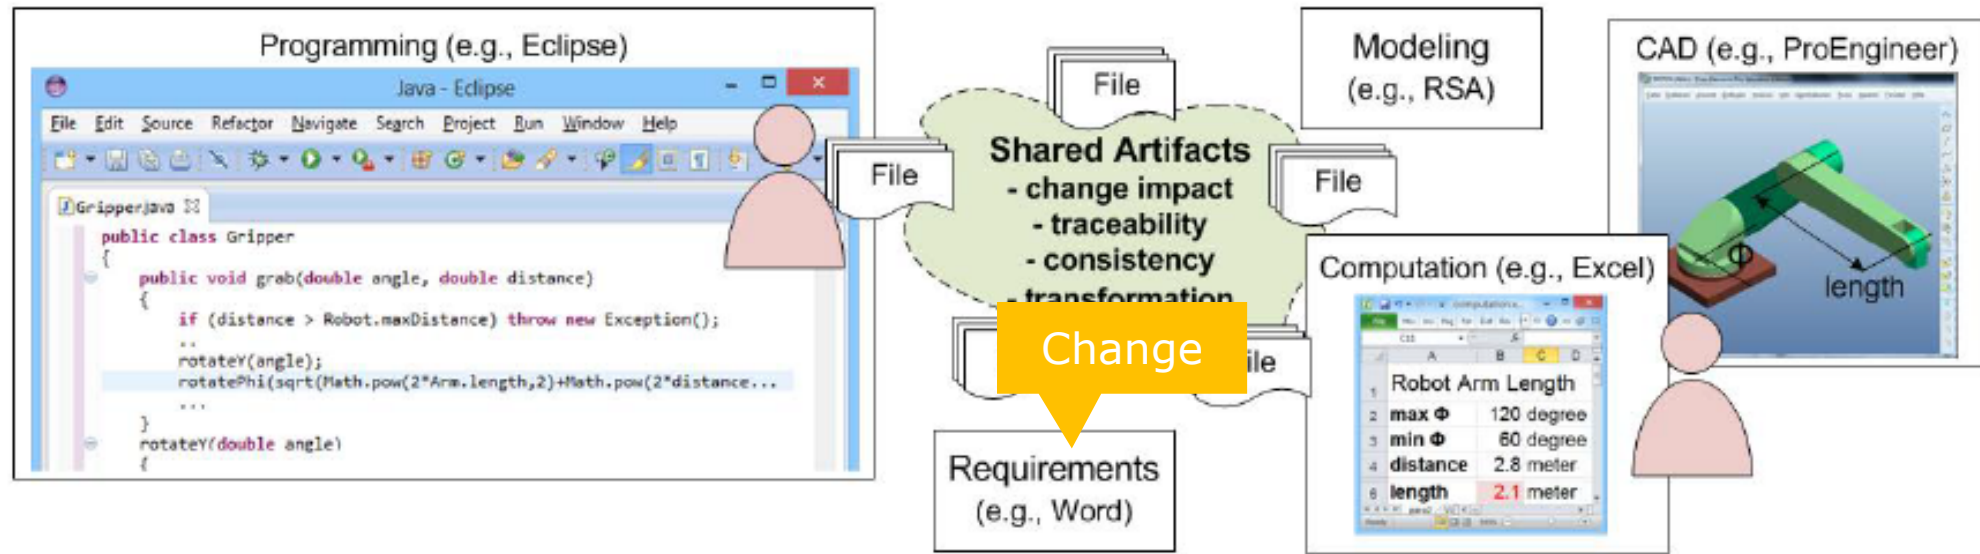 Programming (e.g., Eclipse)
Java - Eclipse
File Edit Source Refactor Navigate Search Project Run Window Help
Gripper.java
public class Gripper
{
public void grab(double angle, double distance)
{
if (distance > Robot.maxDistance) throw new Exception();
..
rotateY(angle);
rotatePhi(sqrt(Math.pow(2*Arm.length,2)+Math.pow(2*distance...
...
}
rotateY(double angle)
{
File
File
Shared Artifacts
- change impact
- traceability
- consistency
- transformation
File
ile
Change
Requirements
(e.g., Word)
Modeling
(e.g., RSA)
Computation (e.g., Excel)
C15
A B C D
1 Robot Arm Length
2 max Φ 120 degree
3 min Φ 60 degree
4 distance 2.8 meter
6 length 2.1 meter
Ready
CAD (e.g., ProEngineer)
Φ
length